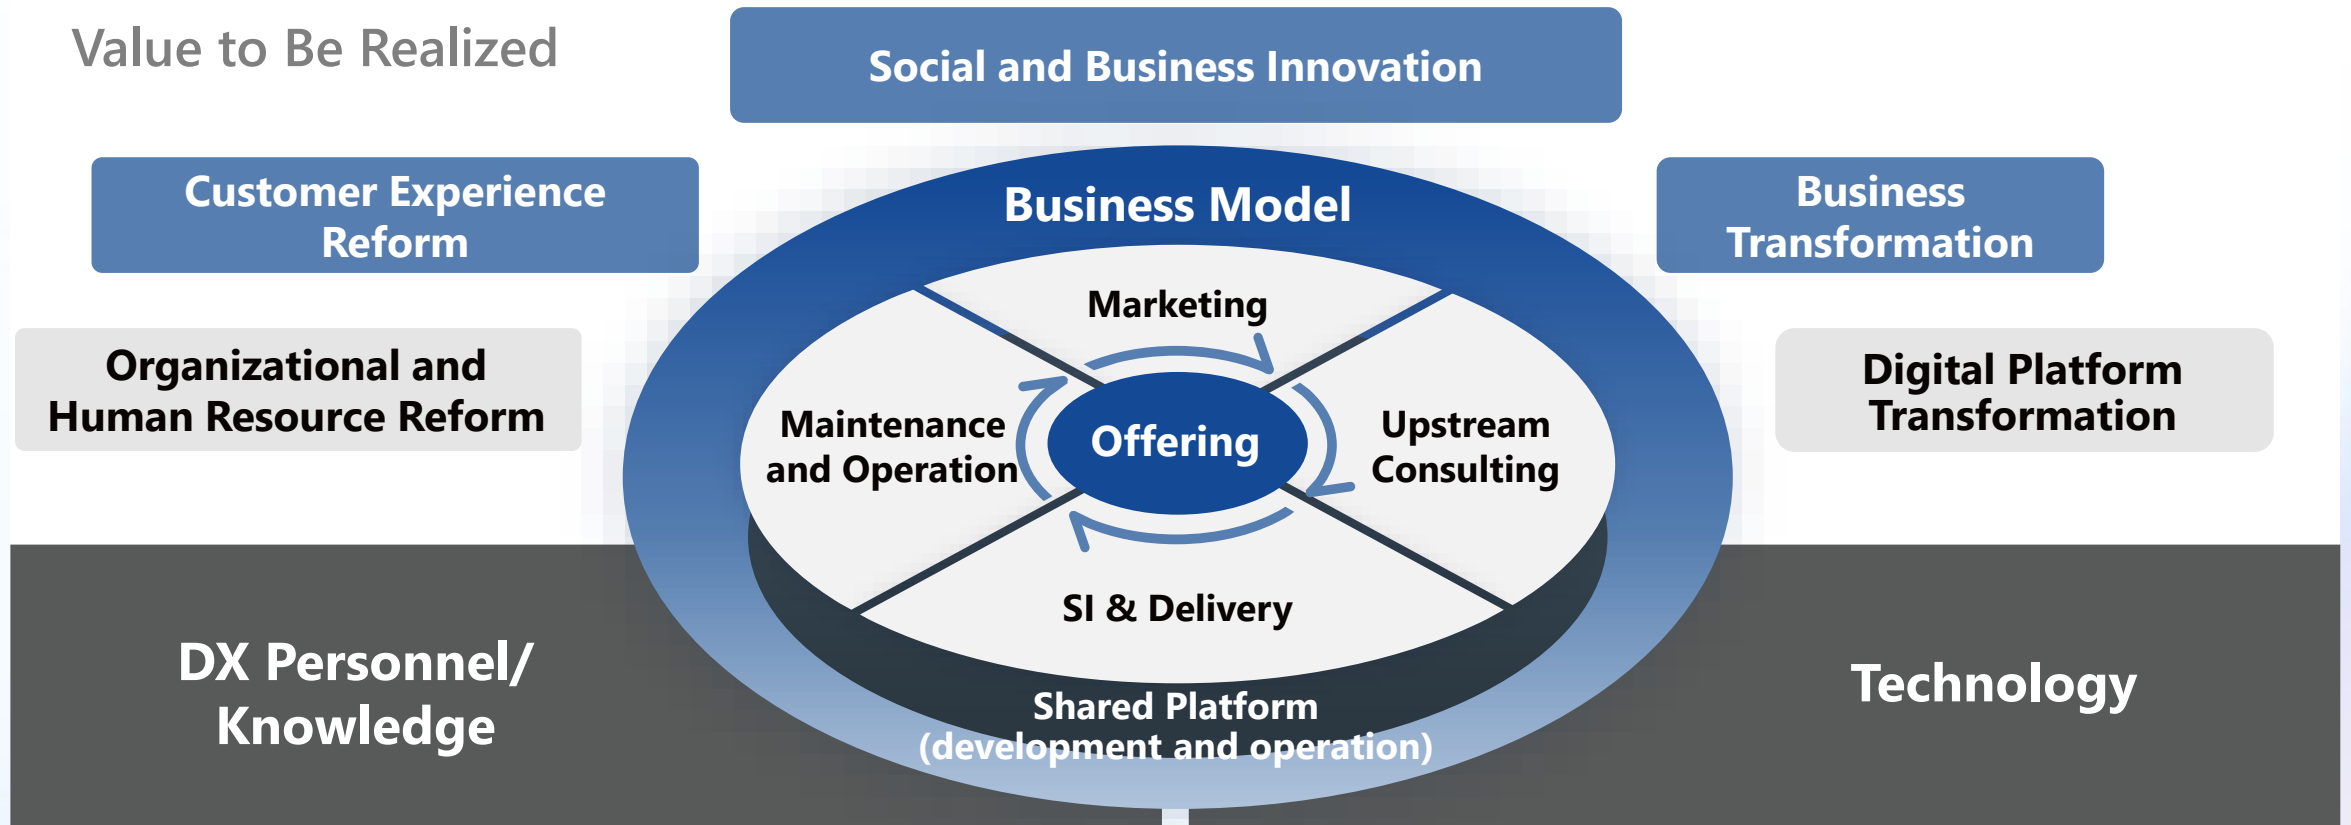 Value to Be Realized
Social and Business Innovation
Customer Experience
Reform
Business
Transformation
Organizational and
Human Resource Reform
Digital Platform
Transformation
Business Model
Marketing
Maintenance
and Operation
Offering
Upstream
Consulting
SI & Delivery
Shared Platform
(development and operation)
DX Personnel/
Knowledge
Technology